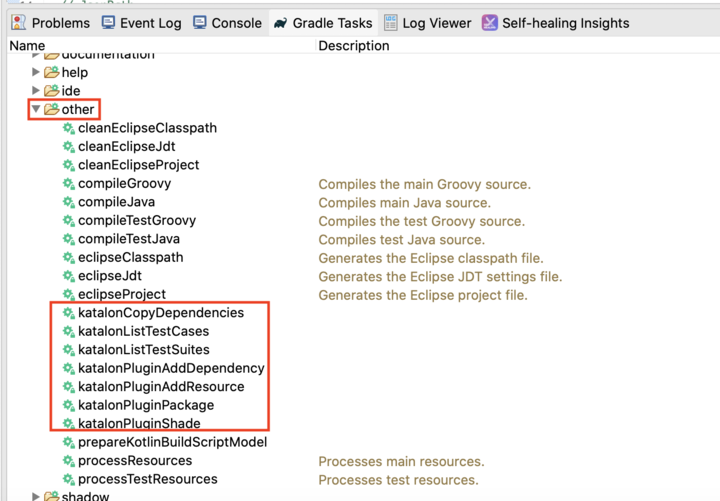 Problems Event Log Console Gradle Tasks Log Viewer Self-healing Insights
Name Description
documentation
help
ide
other
cleanEclipseClasspath
cleanEclipseJdt
cleanEclipseProject
compileGroovy Compiles the main Groovy source.
compileJava Compiles main Java source.
compileTestGroovy Compiles the test Groovy source.
compileTestJava Compiles test Java source.
eclipseClasspath Generates the Eclipse classpath file.
eclipseJdt Generates the Eclipse JDT settings file.
eclipseProject Generates the Eclipse project file.
katalonCopyDependencies
katalonListTestCases
katalonListTestSuites
katalonPluginAddDependency
katalonPluginAddResource
katalonPluginPackage
katalonPluginShade
prepareKotlinBuildScriptModel
processResources Processes main resources.
processTestResources Processes test resources.
shadow